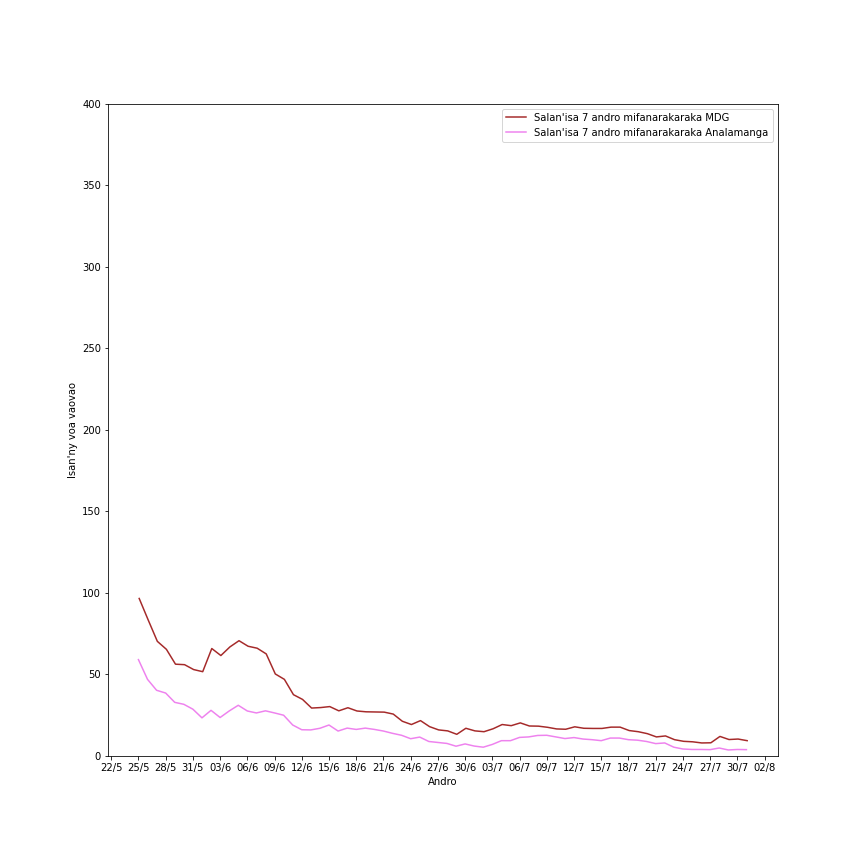 Salan'isa 7 andro mifanarakaraka MDG
Salan'isa 7 andro mifanarakaraka Analamanga
400
350
300
250
200
150
100
50
0
Isan'ny voa vaovao
22/5 25/5 28/5 31/5 03/6 06/6 09/6 12/6 15/6 18/6 21/6 24/6 27/6 30/6 03/7 06/7 09/7 12/7 15/7 18/7 21/7 24/7 27/7 30/7 02/8
Andro